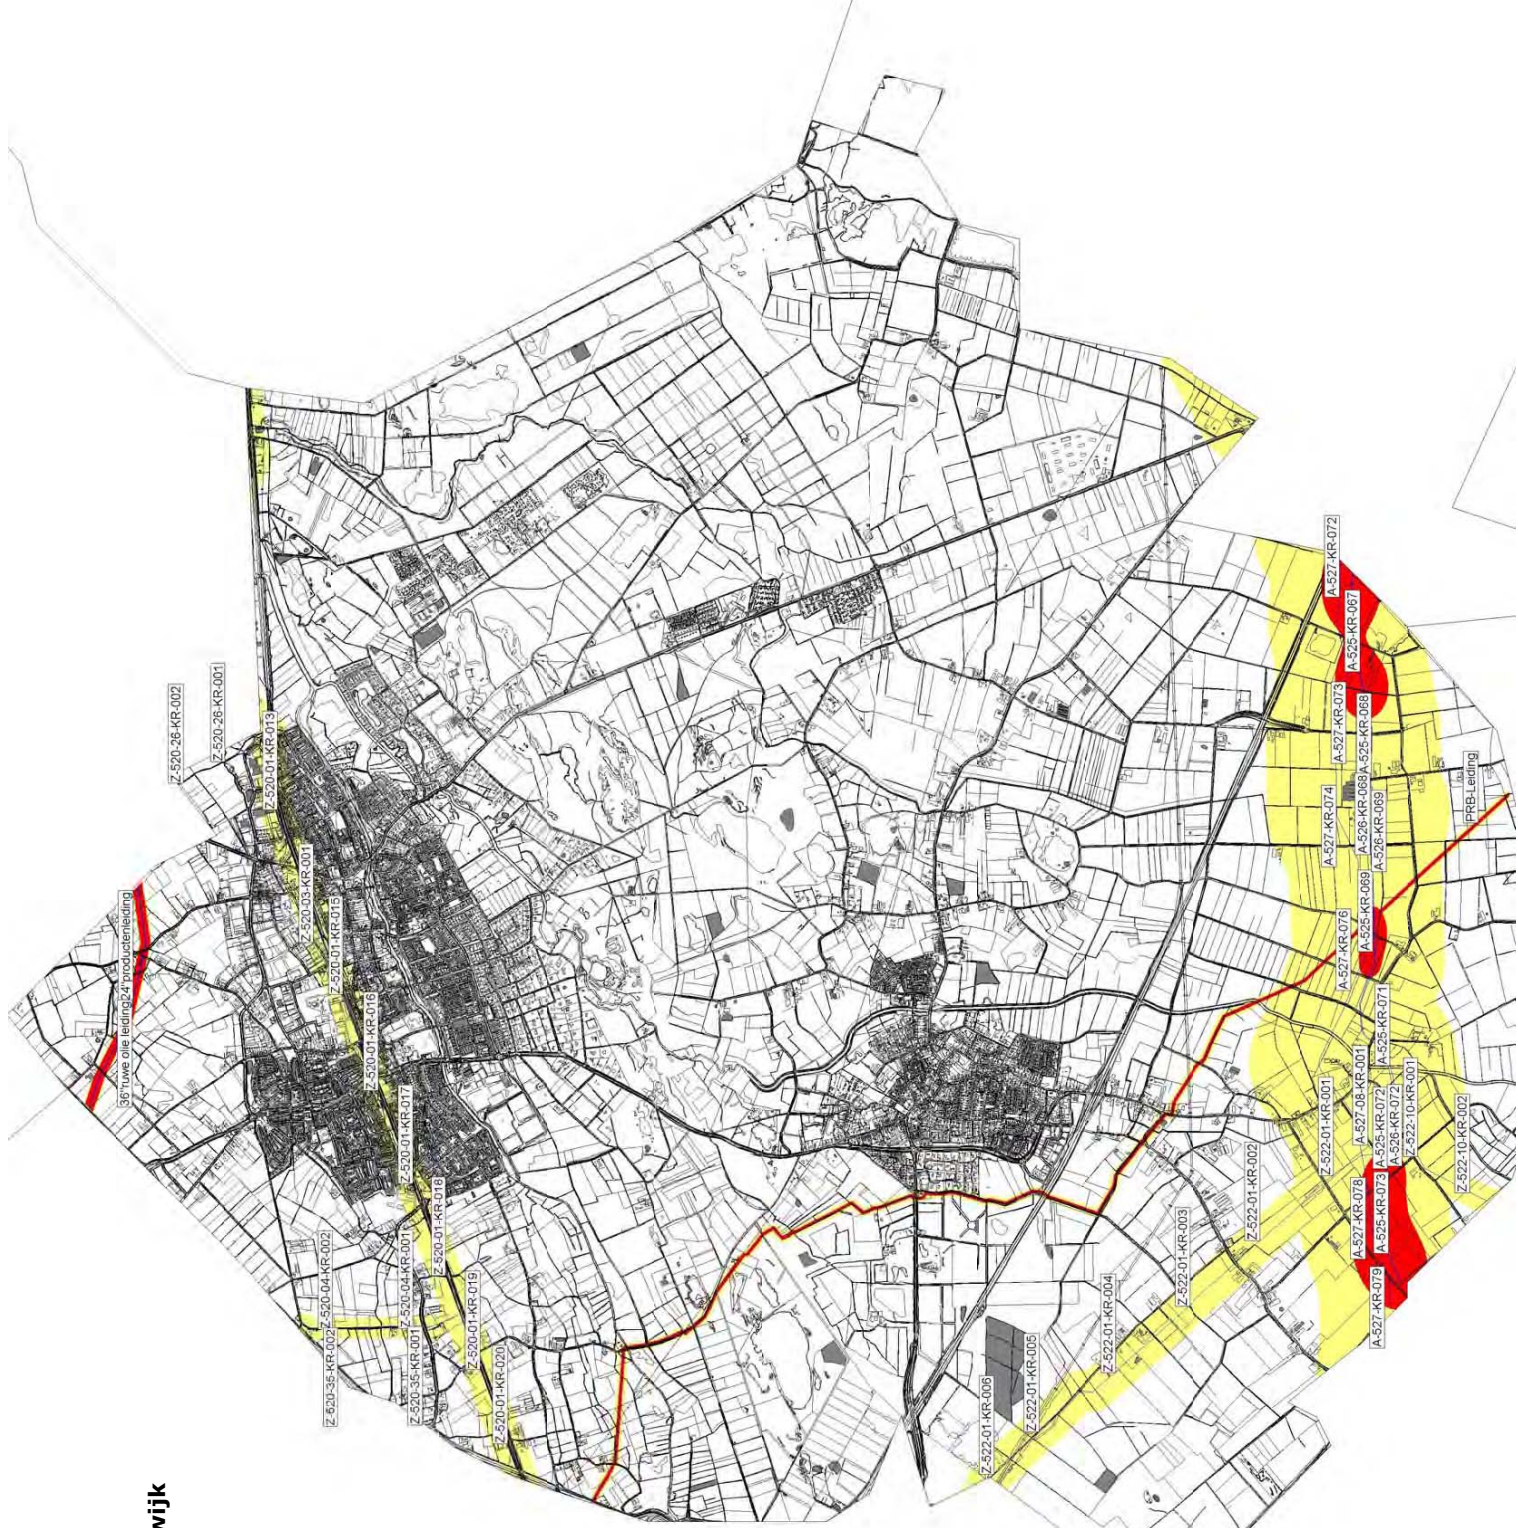 wijk
36"ruwe olie leiding24"productenleiding
Z-520-26-KR-002
Z-520-26-KR-001
Z-520-01-KR-013
Z-520-03-KR-001
Z-520-01-KR-015
Z-520-01-KR-016
Z-520-01-KR-017
Z-520-01-KR-018
Z-520-04-KR-002
Z-520-35-KR-002
Z-520-04-KR-001
Z-520-35-KR-001
Z-520-01-KR-019
Z-520-01-KR-020
Z-522-01-KR-006
Z-522-01-KR-005
Z-522-01-KR-004
Z-522-01-KR-003
Z-522-01-KR-002
Z-522-01-KR-001
A-527-KR-072
A-525-KR-067
A-527-KR-073
A-525-KR-068
A-527-KR-074
A-526-KR-068
A-526-KR-069
A-527-KR-076
A-525-KR-069
PRB-Leiding
A-525-KR-071
A-527-08-KR-001
A-525-KR-072
A-526-KR-072
Z-522-10-KR-001
Z-522-10-KR-002
A-527-KR-078
A-525-KR-073
A-527-KR-079